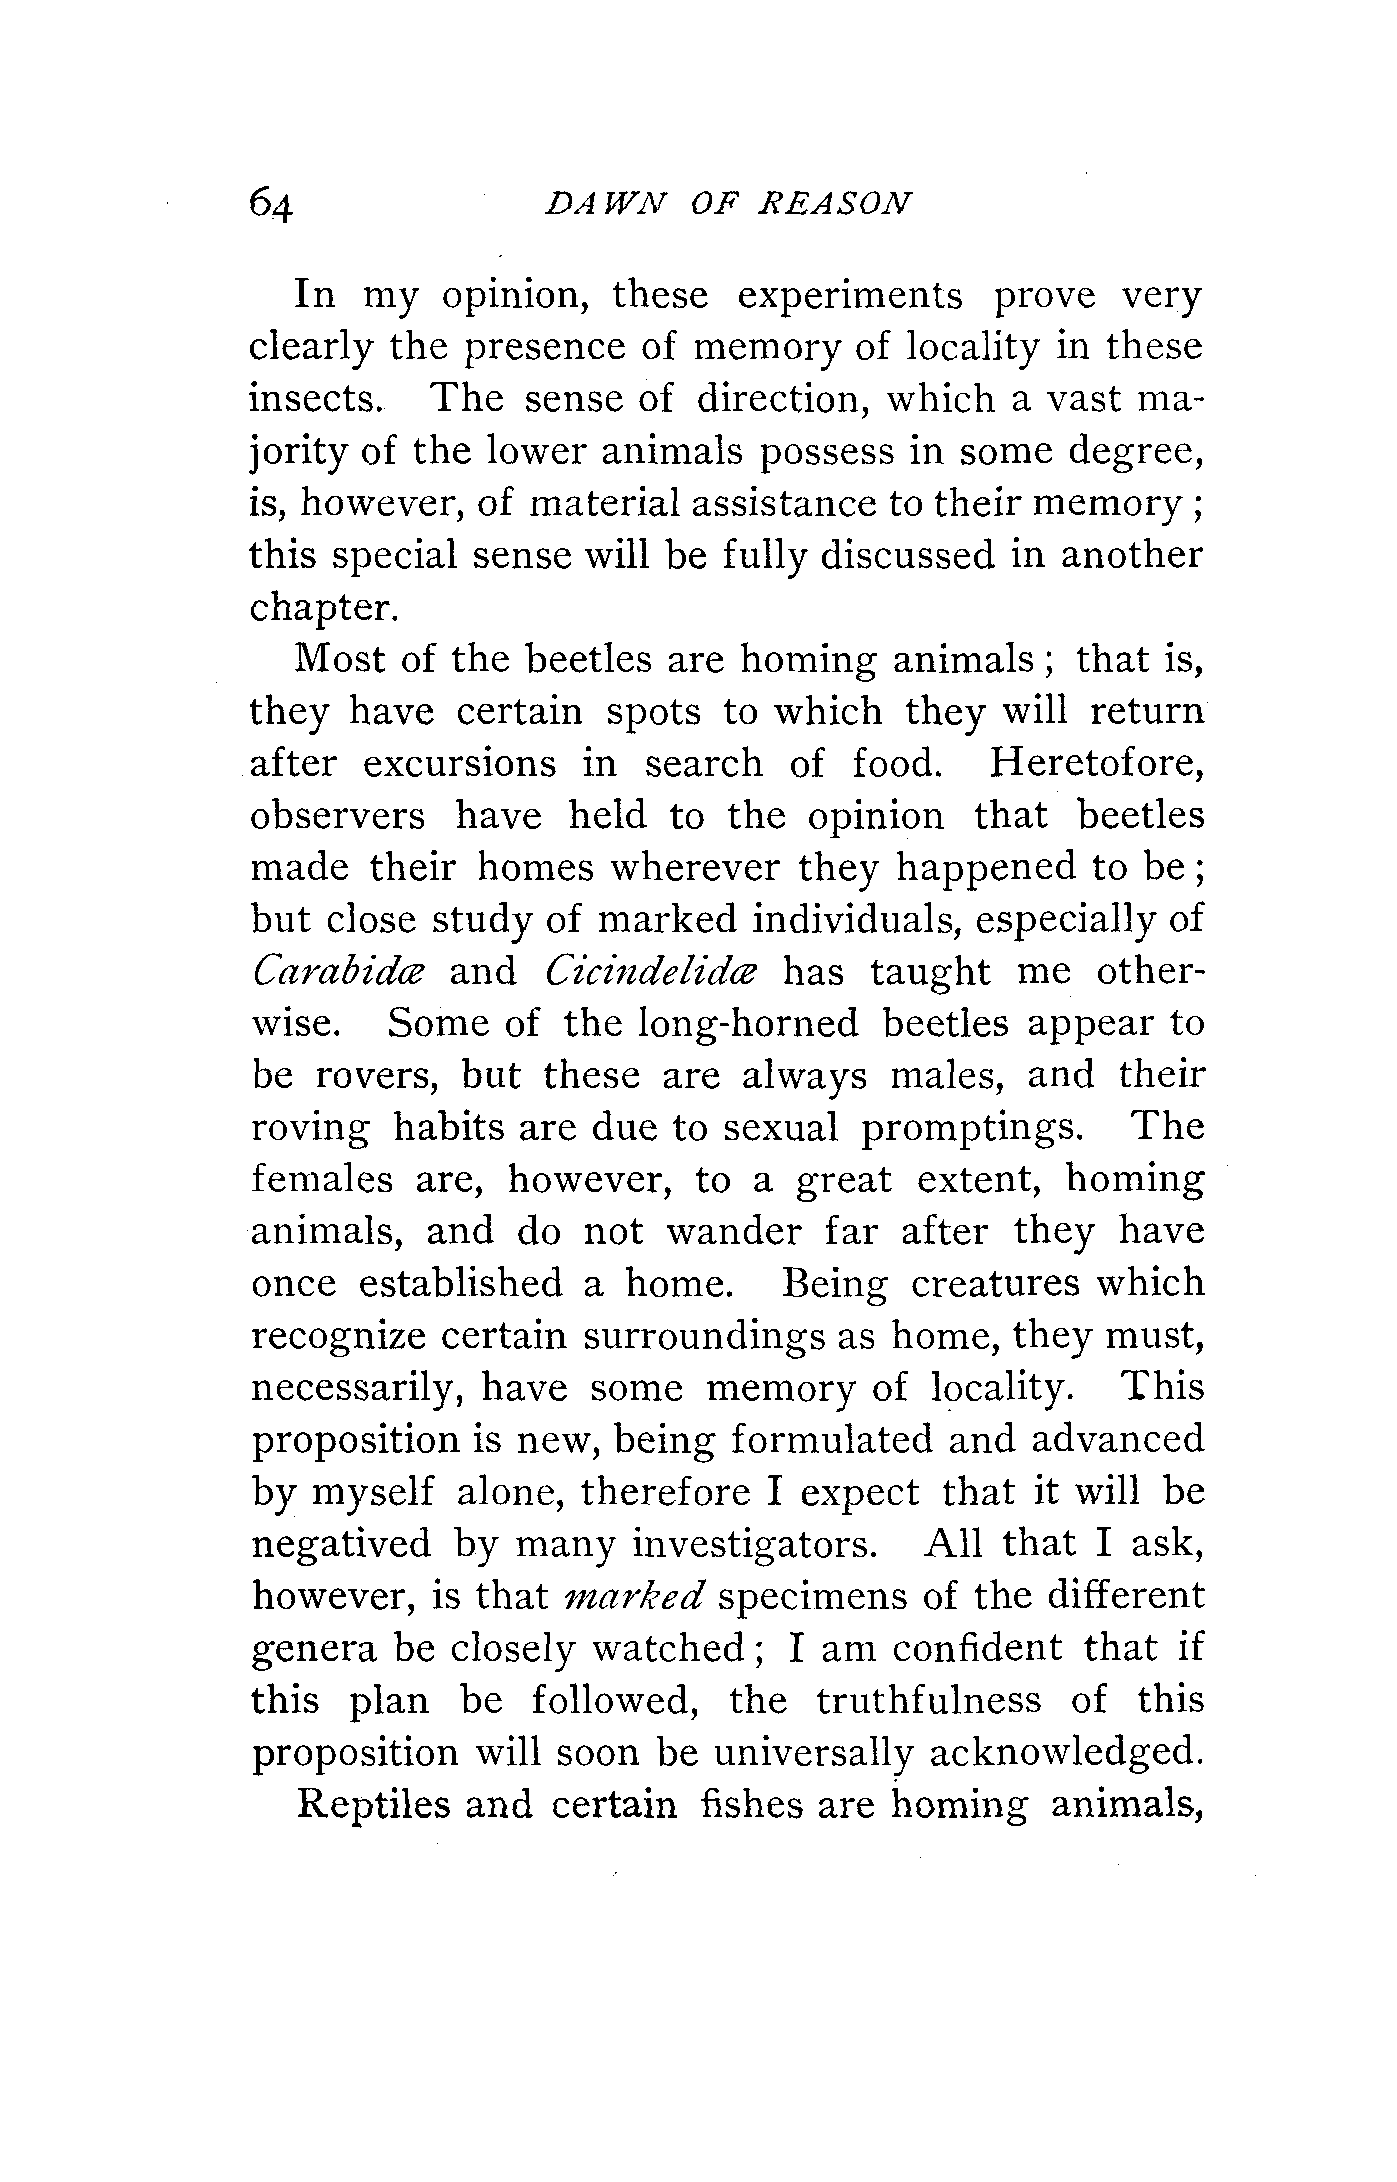 64 DAWN OF REASON
In my opinion, these experiments prove very
clearly the presence of memory of locality in these
insects. The sense of direction, which a vast ma-
jority of the lower animals possess in some degree,
is, however, of material assistance to their memory ;
this special sense will be fully discussed in another
chapter.
Most of the beetles are homing animals ; that is,
they have certain spots to which they will return
after excursions in search of food. Heretofore,
observers have held to the opinion that beetles
made their homes wherever they happened to be ;
but close study of marked individuals, especially of
Carabidæ and Cicindelidæ has taught me other-
wise. Some of the long-horned beetles appear to
be rovers, but these are always males, and their
roving habits are due to sexual promptings. The
females are, however, to a great extent, homing
animals, and do not wander far after they have
once established a home. Being creatures which
recognize certain surroundings as home, they must,
necessarily, have some memory of locality. This
proposition is new, being formulated and advanced
by myself alone, therefore I expect that it will be
negatived by many investigators. All that I ask,
however, is that marked specimens of the different
genera be closely watched ; I am confident that if
this plan be followed, the truthfulness of this
proposition will soon be universally acknowledged.
Reptiles and certain fishes are homing animals,